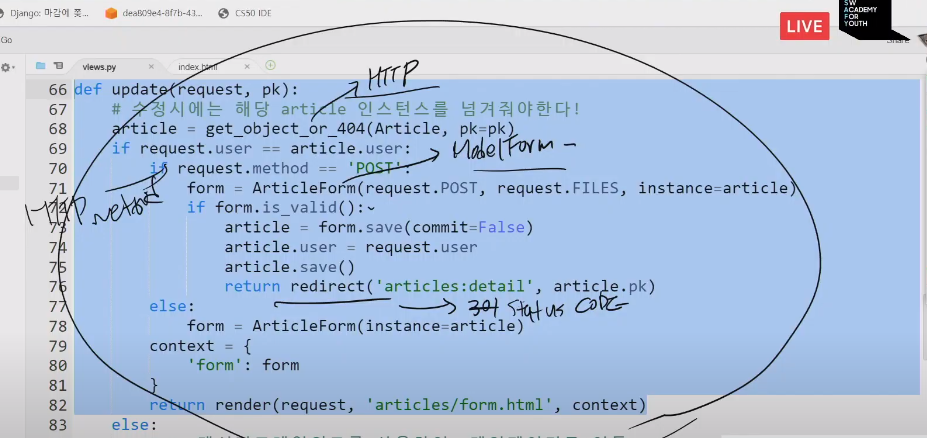 Django: 마감에 쫓...
dea809e4-8f7b-43...
CS50 IDE
LIVE
SW
ACADEMY
FOR
YOUTH
Go
Share
views.py
index.html
HTTP
66 def update(request, pk):
67 # 수정시에는 해당 article 인스턴스를 넘겨줘야한다!
68 article = get_object_or_404(Article, pk=pk)
69 if request.user == article.user:
ModelForm
70 if request.method == 'POST':
71 form = ArticleForm(request.POST, request.FILES, instance=article)
HTTP method
72 if form.is_valid():
73 article = form.save(commit=False)
74 article.user = request.user
75 article.save()
76 return redirect('articles:detail', article.pk)
77 else:
301 Status CODE
78 form = ArticleForm(instance=article)
79 context = {
80 'form': form
81 }
82 return render(request, 'articles/form.html', context)
83 else: